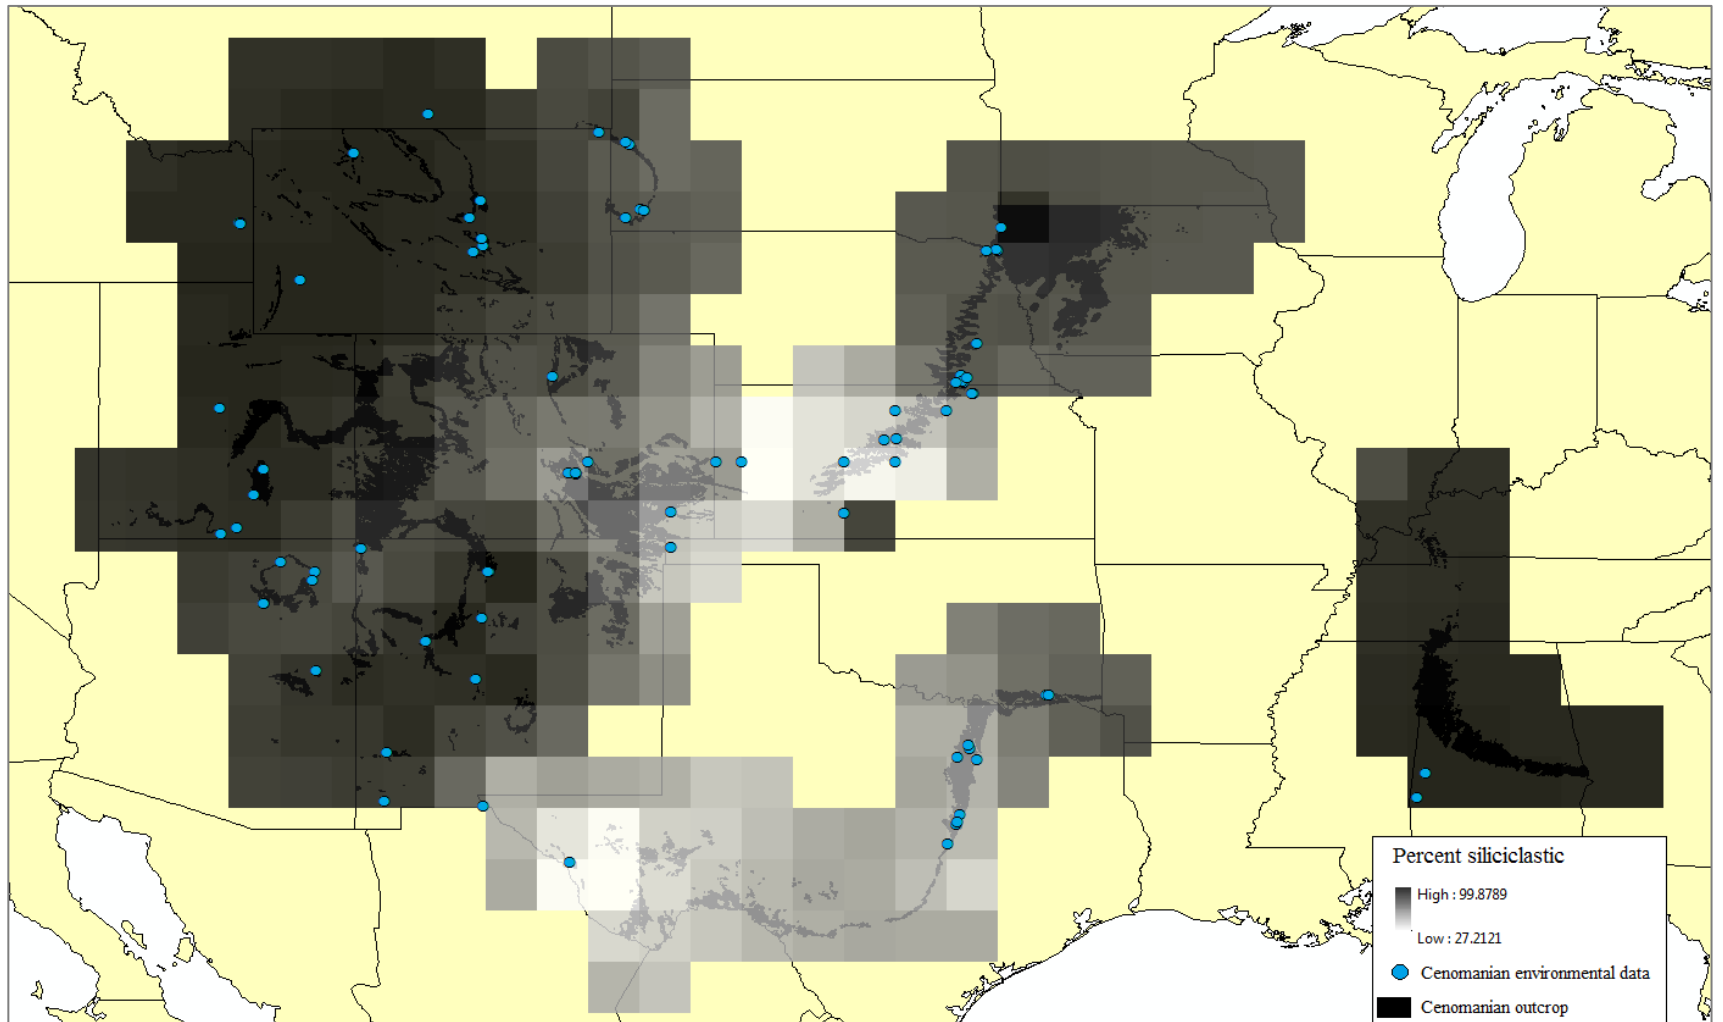 Percent siliciclastic
High : 99.8789
Low : 27.2121
Cenomanian environmental data
Cenomanian outcrop